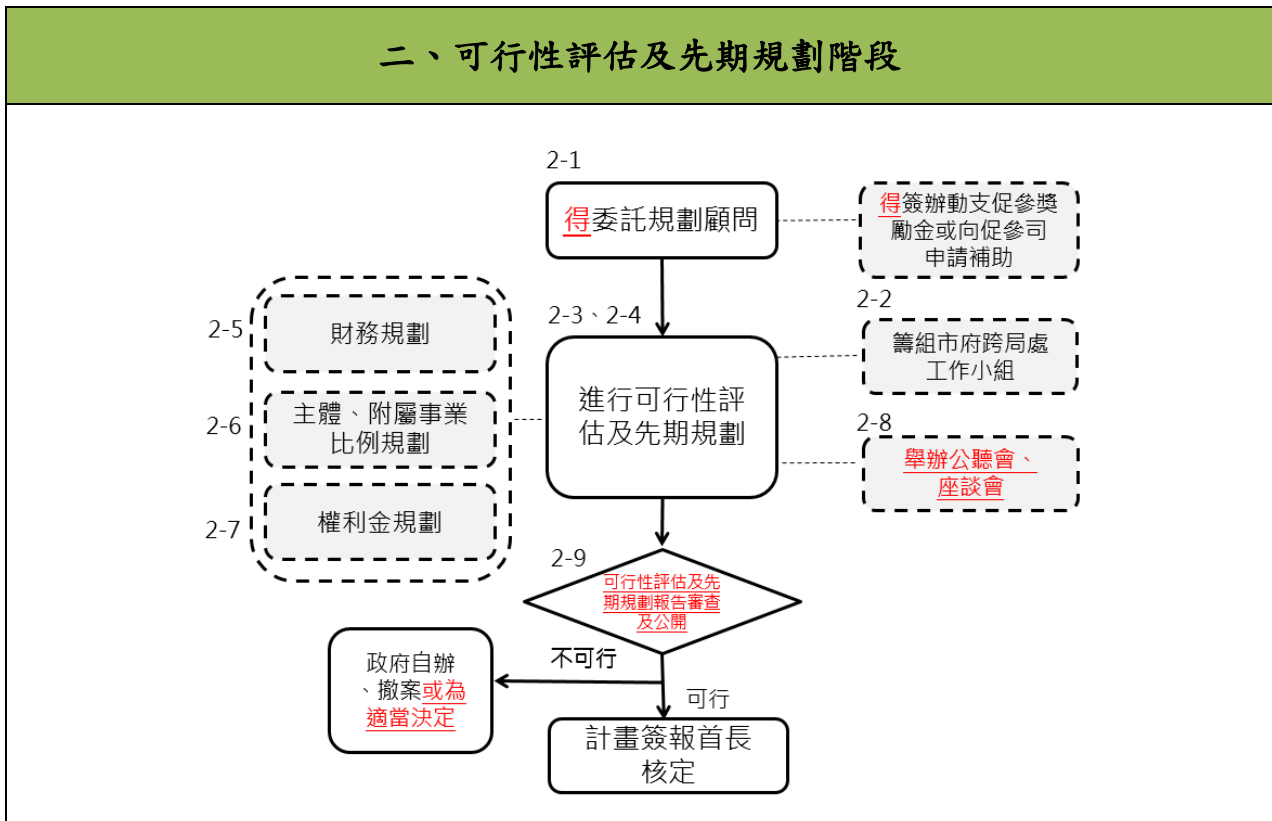 二、可行性評估及先期規劃階段
2-1
得委託規劃顧問
得簽辦動支促參獎
勵金或向促參司
申請補助
2-2
籌組市府跨局處
工作小組
2-3、2-4
進行可行性評
估及先期規劃
2-5
財務規劃
2-6
主體、附屬事業
比例規劃
2-7
權利金規劃
2-8
舉辦公聽會、
座談會
2-9
可行性評估及先
期規劃報告審查
及公開
不可行
政府自辦
、撤案或為
適當決定
可行
計畫簽報首長
核定